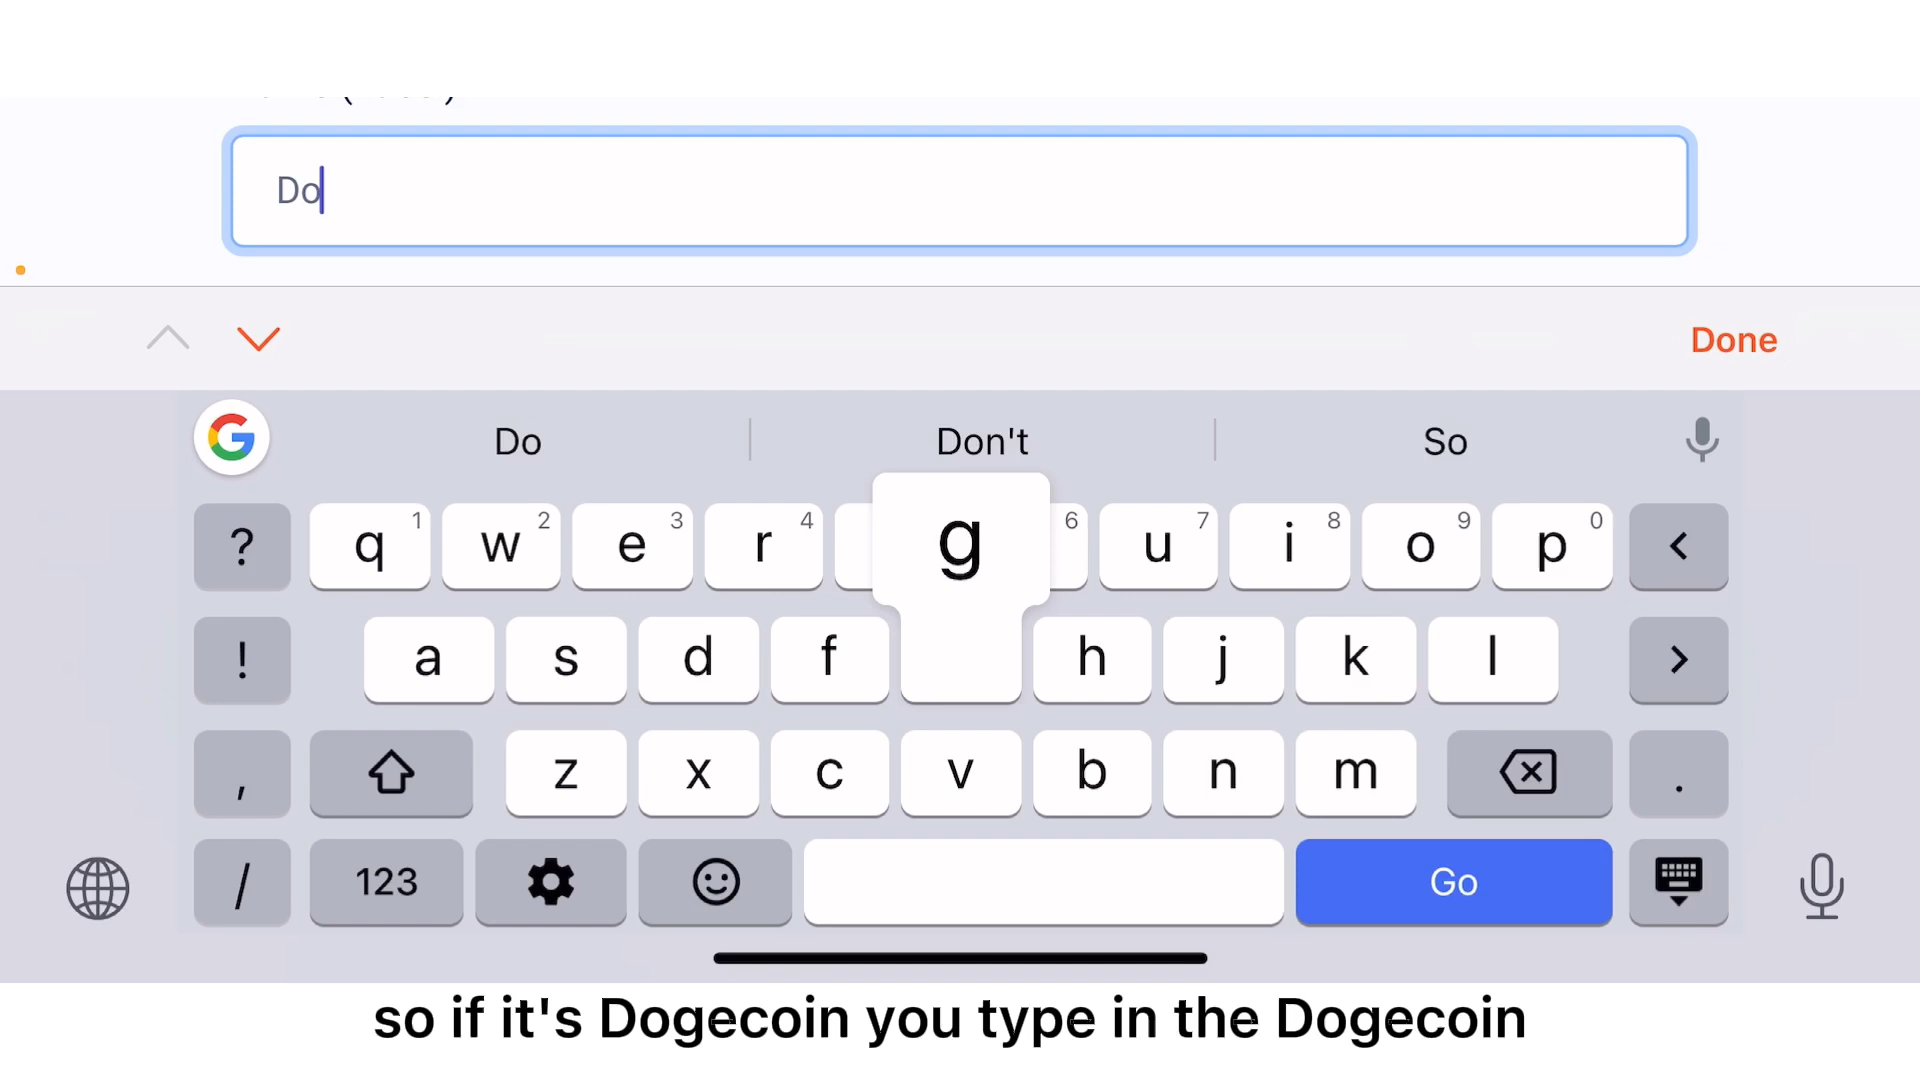 Do
Done
Do Don't So
? q 1 w 2 e 3 r 4 6 u 7 i 8 o 9 p 0 <
g
! a s d f h j k l >
, z x c v b n m .
/ 123 Go
so if it's Dogecoin you type in the Dogecoin